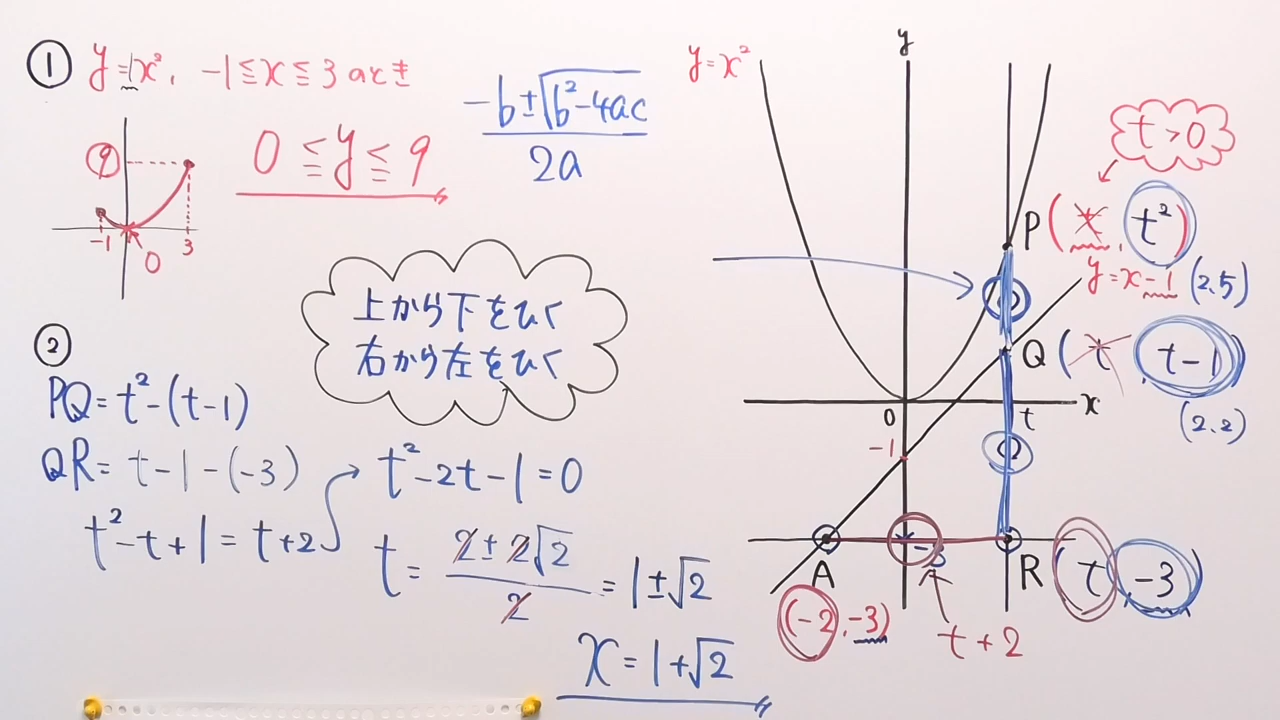 ① y=1x², -1≦x≦3 のとき
9
-1
3
0
0≦y≦9
-b±√b²-4ac
2a
上から下をひく
右から左をひく
②
PQ=t²-(t-1)
QR=t-1-(-3)
t²-t+1=t+2
t²-2t-1=0
t=
2±2√2
2
=1±√2
x=1+√2
y=x²
y
t>0
P(t, t²)
y=x-1
(2.5)
Q(t t-1)
(2.2)
x
0
t
-1
-3
A
(-2,-3)
R(t, -3)
t+2